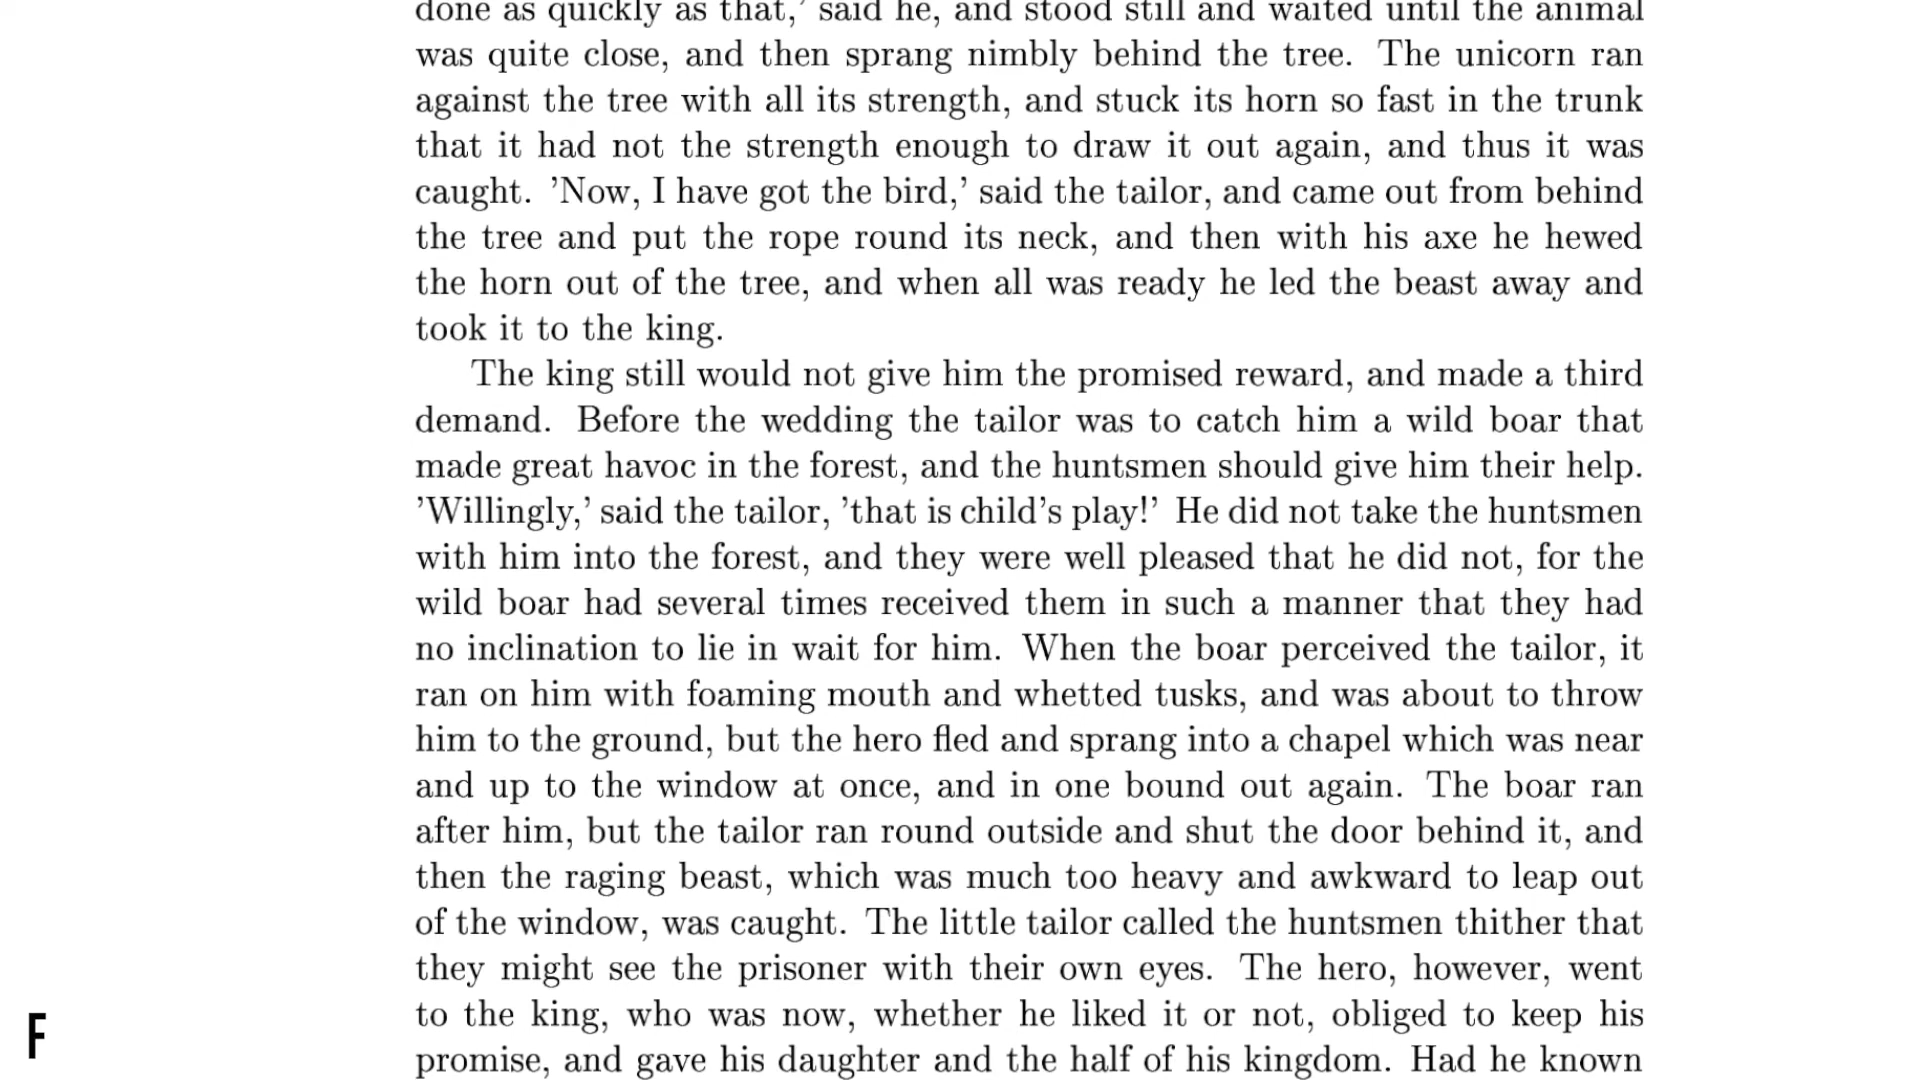 done as quickly as that,’ said he, and stood still and waited until the animal
was quite close, and then sprang nimbly behind the tree. The unicorn ran
against the tree with all its strength, and stuck its horn so fast in the trunk
that it had not the strength enough to draw it out again, and thus it was
caught. ’Now, I have got the bird,’ said the tailor, and came out from behind
the tree and put the rope round its neck, and then with his axe he hewed
the horn out of the tree, and when all was ready he led the beast away and
took it to the king.
The king still would not give him the promised reward, and made a third
demand. Before the wedding the tailor was to catch him a wild boar that
made great havoc in the forest, and the huntsmen should give him their help.
’Willingly,’ said the tailor, ’that is child’s play!’ He did not take the huntsmen
with him into the forest, and they were well pleased that he did not, for the
wild boar had several times received them in such a manner that they had
no inclination to lie in wait for him. When the boar perceived the tailor, it
ran on him with foaming mouth and whetted tusks, and was about to throw
him to the ground, but the hero fled and sprang into a chapel which was near
and up to the window at once, and in one bound out again. The boar ran
after him, but the tailor ran round outside and shut the door behind it, and
then the raging beast, which was much too heavy and awkward to leap out
of the window, was caught. The little tailor called the huntsmen thither that
they might see the prisoner with their own eyes. The hero, however, went
to the king, who was now, whether he liked it or not, obliged to keep his
promise, and gave his daughter and the half of his kingdom. Had he known
F